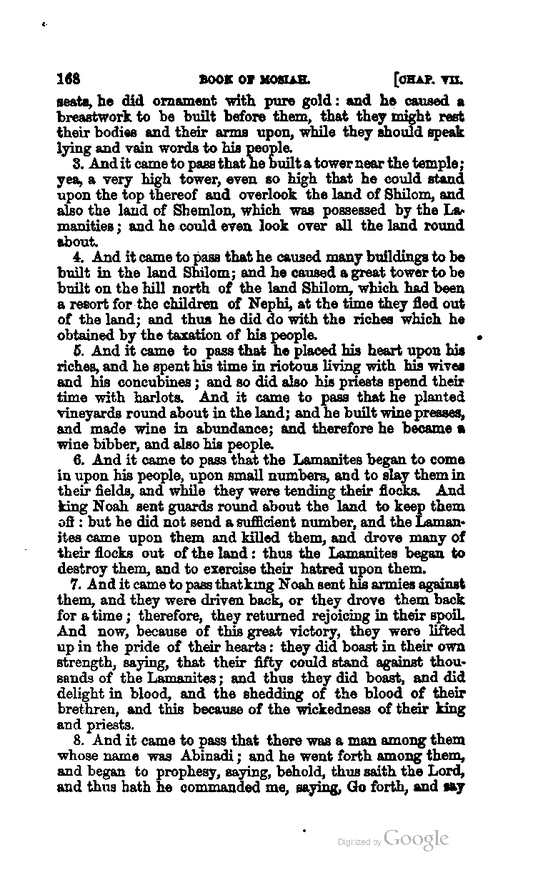 168 BOOK OF MOSIAH. [CHAP. VII.
seats, he did ornament with pure gold: and he caused a
breastwork to be built before them, that they might rest
their bodies and their arms upon, while they should speak
lying and vain words to his people.
3. And it came to pass that he built a tower near the temple;
yea, a very high tower, even so high that he could stand
upon the top thereof and overlook the land of Shilom, and
also the land of Shemlon, which was possessed by the La-
manities; and he could even look over all the land round
about.
4. And it came to pass that he caused many buildings to be
built in the land Shilom; and he caused a great tower to be
built on the hill north of the land Shilom, which had been
a resort for the children of Nephi, at the time they fled out
of the land; and thus he did do with the riches which he
obtained by the taxation of his people.
5. And it came to pass that he placed his heart upon his
riches, and he spent his time in riotous living with his wives
and his concubines; and so did also his priests spend their
time with harlots. And it came to pass that he planted
vineyards round about in the land; and he built wine presses,
and made wine in abundance; and therefore he became a
wine bibber, and also his people.
6. And it came to pass that the Lamanites began to come
in upon his people, upon small numbers, and to slay them in
their fields, and while they were tending their flocks. And
king Noah sent guards round about the land to keep them
off: but he did not send a sufficient number, and the Laman-
ites came upon them and killed them, and drove many of
their flocks out of the land: thus the Lamanites began to
destroy them, and to exercise their hatred upon them.
7. And it came to pass that king Noah sent his armies against
them, and they were driven back, or they drove them back
for a time; therefore, they returned rejoicing in their spoil.
And now, because of this great victory, they were lifted
up in the pride of their hearts: they did boast in their own
strength, saying, that their fifty could stand against thou-
sands of the Lamanites; and thus they did boast, and did
delight in blood, and the shedding of the blood of their
brethren, and this because of the wickedness of their king
and priests.
8. And it came to pass that there was a man among them
whose name was Abinadi; and he went forth among them,
and began to prophesy, saying, behold, thus saith the Lord,
and thus hath he commanded me, saying, Go forth, and say
Digitized by Google